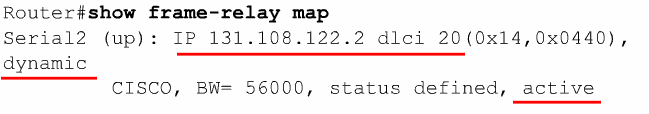 Router#show frame-relay map
Serial2 (up): IP 131.108.122.2 dlci 20(0x14,0x0440),
dynamic
CISCO, BW= 56000, status defined, active